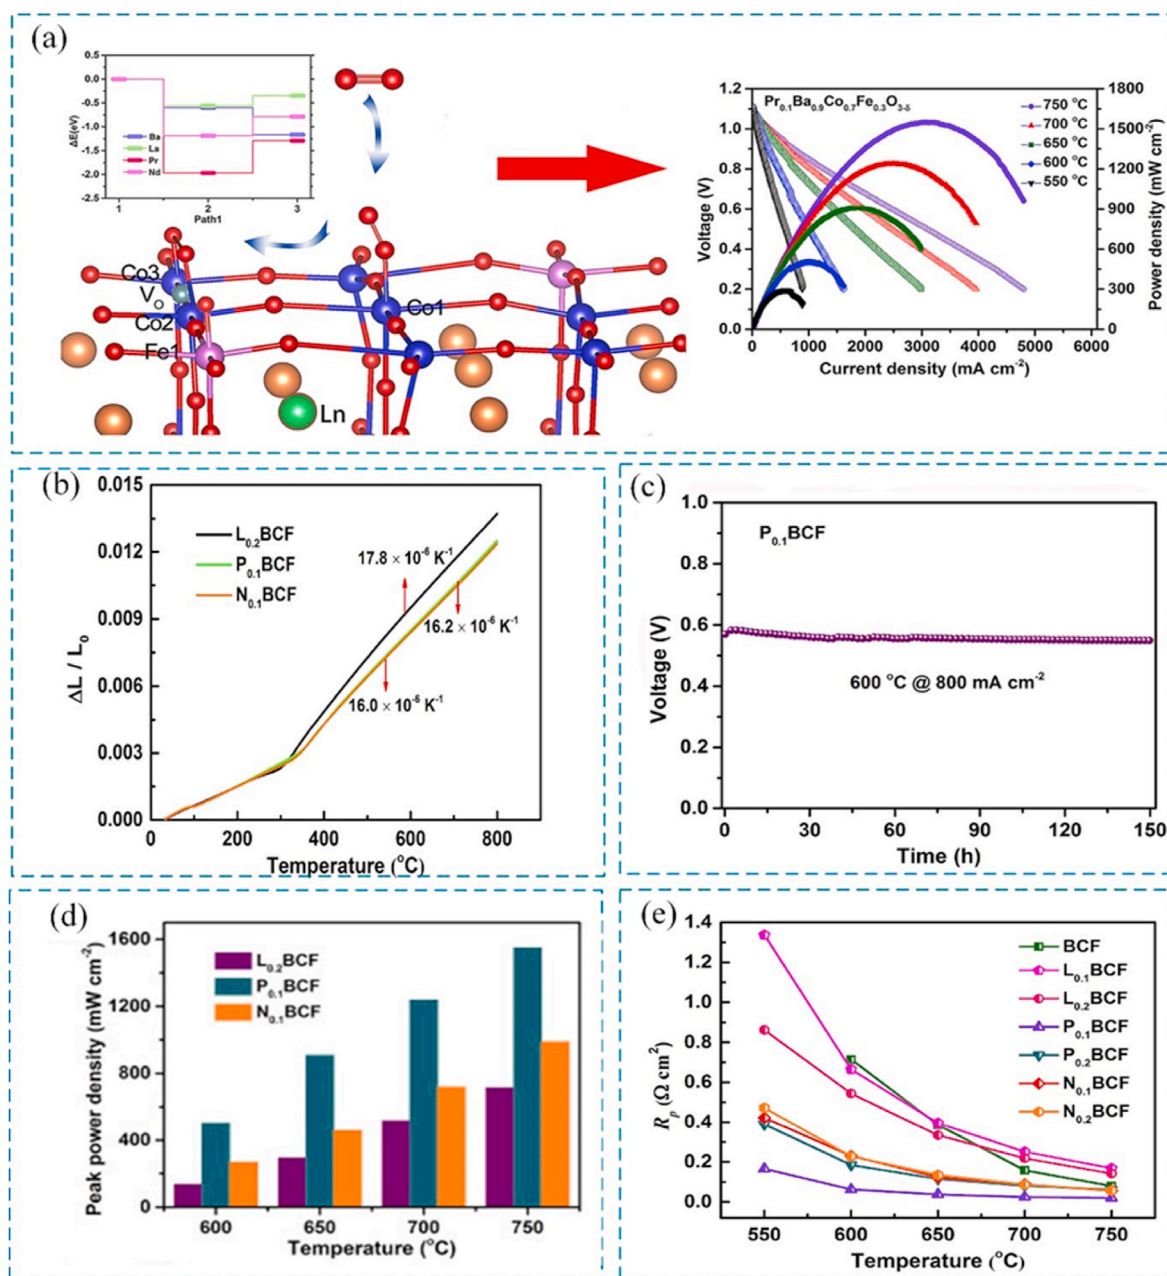 (a)
0.5
0.0
-0.5
-1.0
-1.5
-2.0
-2.5
ΔE(eV)
Ba
La
Pr
Nd
1 2 3
Path1
Co3
V_O
Co2
Fe1
Co1
Ln
Pr₀.₁Ba₀.₉Co₀.₇Fe₀.₃O₃₋δ
750 °C
700 °C
650 °C
600 °C
550 °C
1.2
1.0
0.8
0.6
0.4
0.2
0.0
Voltage (V)
1800
1500
1200
900
600
300
0
Power density (mW cm⁻²)
0 1000 2000 3000 4000 5000 6000
Current density (mA cm⁻²)
(b)
0.015
0.012
0.009
0.006
0.003
0.000
ΔL / Lₒ
L₀.₂BCF
P₀.₁BCF
N₀.₁BCF
17.8 × 10⁻⁶ K⁻¹
16.2 × 10⁻⁶ K⁻¹
16.0 × 10⁻⁶ K⁻¹
0 200 400 600 800
Temperature (°C)
(c)
1.0
0.8
0.6
0.4
0.2
0.0
Voltage (V)
P₀.₁BCF
600 °C @ 800 mA cm⁻²
0 30 60 90 120 150
Time (h)
(d)
1600
1200
800
400
0
Peak power density (mW cm⁻²)
L₀.₂BCF
P₀.₁BCF
N₀.₁BCF
600 650 700 750
Temperature (°C)
(e)
1.4
1.2
1.0
0.8
0.6
0.4
0.2
0.0
Rₚ (Ω cm²)
BCF
L₀.₁BCF
L₀.₂BCF
P₀.₁BCF
P₀.₂BCF
N₀.₁BCF
N₀.₂BCF
550 600 650 700 750
Temperature (°C)